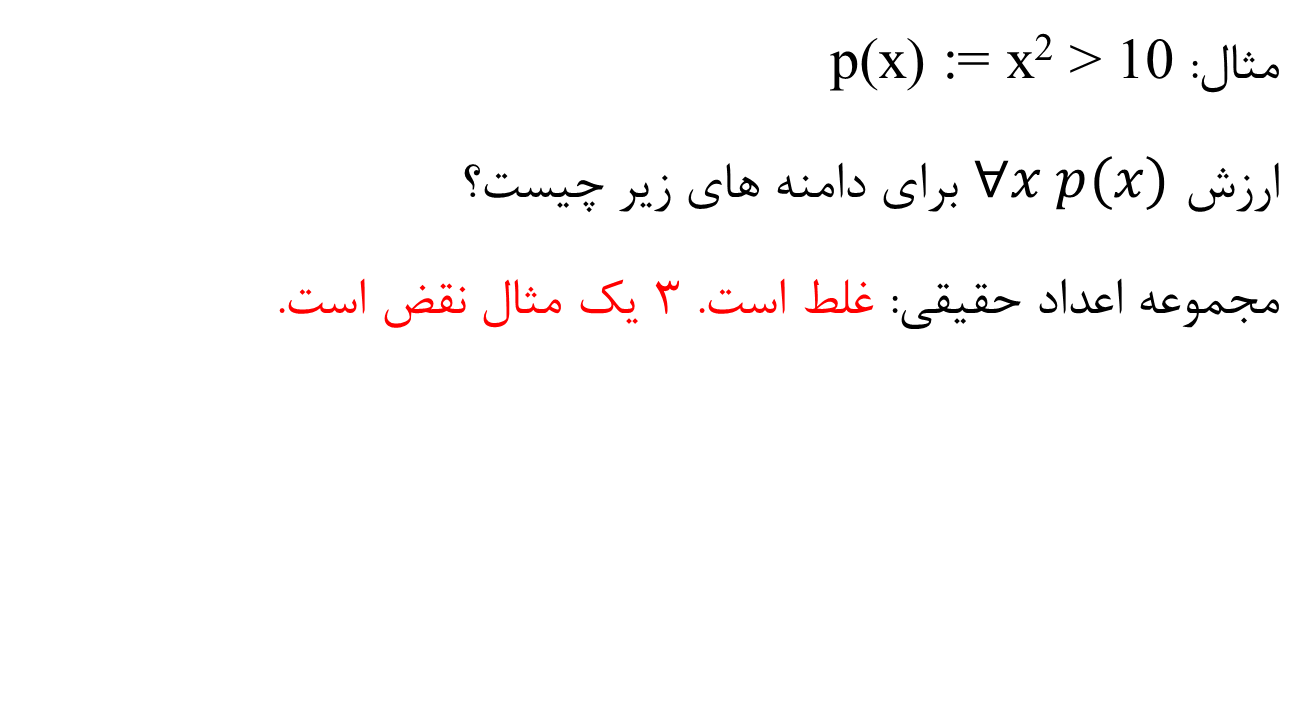 مثال: p(x) := x² > 10
ارزش ∀x p(x) برای دامنه های زیر چیست؟
مجموعه اعداد حقیقی: غلط است. ۳ یک مثال نقض است.